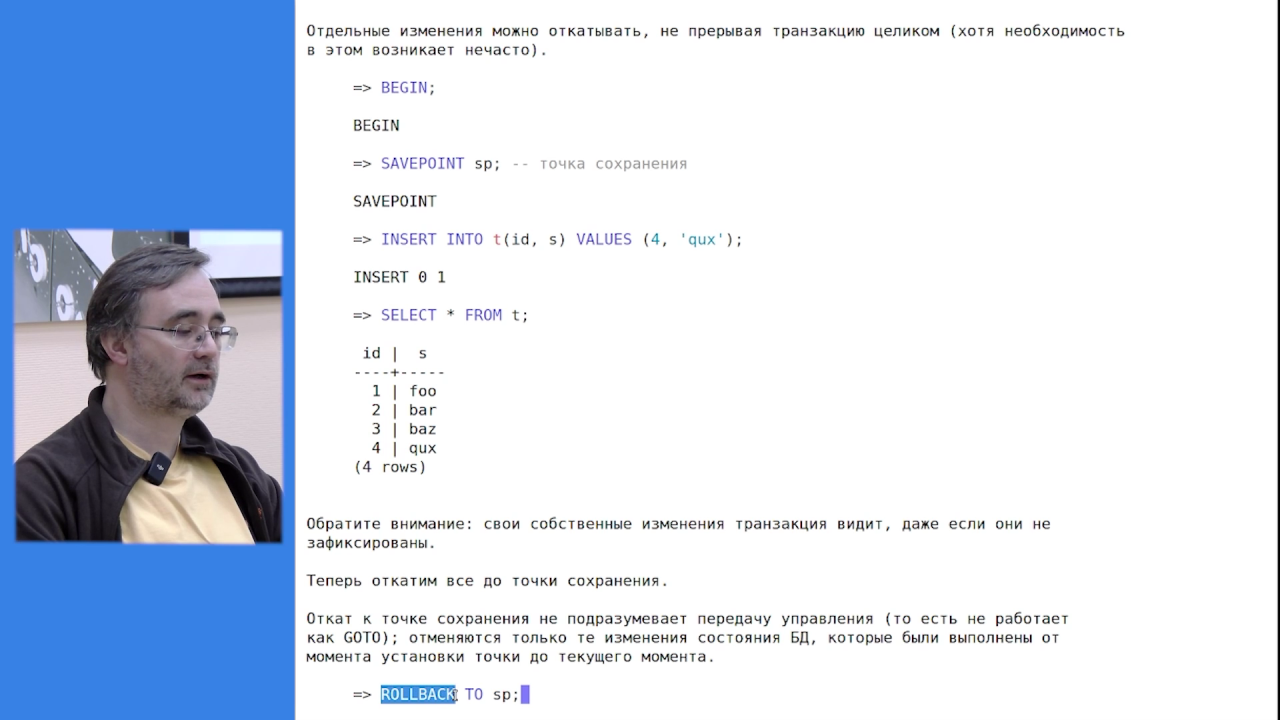 Отдельные изменения можно откатывать, не прерывая транзакцию целиком (хотя необходимость
в этом возникает нечасто).
=> BEGIN;
BEGIN
=> SAVEPOINT sp; -- точка сохранения
SAVEPOINT
=> INSERT INTO t(id, s) VALUES (4, 'qux');
INSERT 0 1
=> SELECT * FROM t;
id | s
----+-----
1 | foo
2 | bar
3 | baz
4 | qux
(4 rows)
Обратите внимание: свои собственные изменения транзакция видит, даже если они не
зафиксированы.
Теперь откатим все до точки сохранения.
Откат к точке сохранения не подразумевает передачу управления (то есть не работает
как GOTO); отменяются только те изменения состояния БД, которые были выполнены от
момента установки точки до текущего момента.
=> ROLLBACK TO sp;